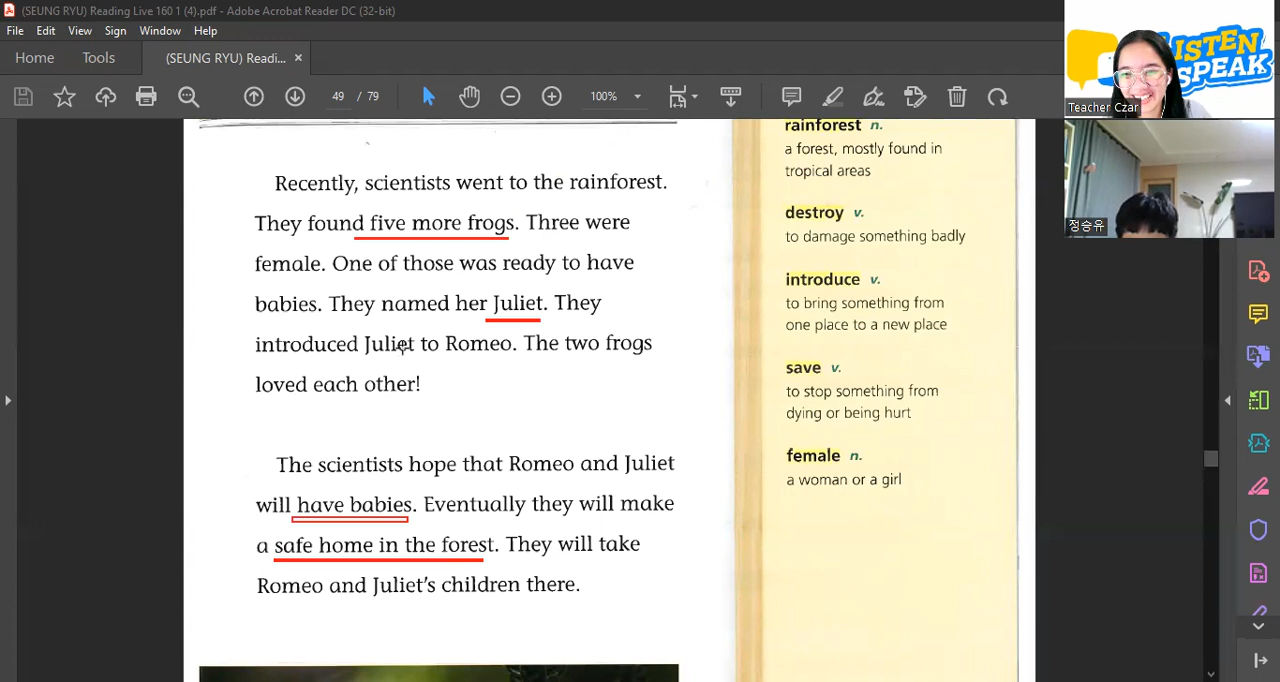 (SEUNG RYU) Reading Live 160 1 (4).pdf - Adobe Acrobat Reader DC (32-bit)
File Edit View Sign Window Help
Home Tools (SEUNG RYU) Readi... ×
49 / 79 100%
LISTEN
SPEAK
Teacher Czar
정승유
Recently, scientists went to the rainforest.
They found five more frogs. Three were
female. One of those was ready to have
babies. They named her Juliet. They
introduced Juliet to Romeo. The two frogs
loved each other!
The scientists hope that Romeo and Juliet
will have babies. Eventually they will make
a safe home in the forest. They will take
Romeo and Juliet's children there.
rainforest n.
a forest, mostly found in
tropical areas
destroy v.
to damage something badly
introduce v.
to bring something from
one place to a new place
save v.
to stop something from
dying or being hurt
female n.
a woman or a girl